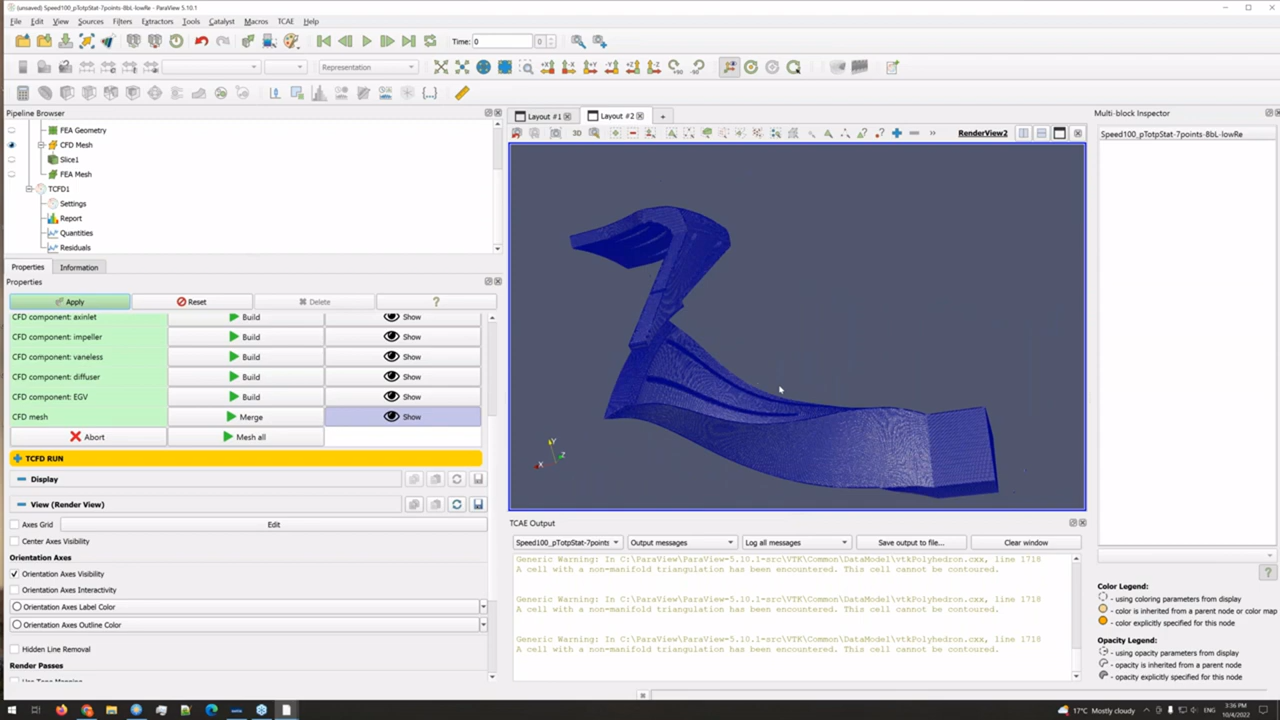 (unsaved) Speed100_pTotpStat-7points-8bL-lowRe - ParaView 5.10.1
File Edit View Sources Filters Extractors Tools Catalyst Macros TCAE Help
Time: 0 0
Representation
Pipeline Browser
FEA Geometry
CFD Mesh
Slice1
FEA Mesh
TCFD1
Settings
Report
Quantities
Residuals
Properties Information
Properties
Apply Reset Delete ?
CFD component: axinlet Build Show
CFD component: impeller Build Show
CFD component: vaneless Build Show
CFD component: diffuser Build Show
CFD component: EGV Build Show
CFD mesh Merge Show
Abort Mesh all
TCFD RUN
Display
View (Render View)
Axes Grid Edit
Center Axes Visibility
Orientation Axes
Orientation Axes Visibility
Orientation Axes Interactivity
Orientation Axes Label Color
Orientation Axes Outline Color
Hidden Line Removal
Render Passes
Layout #1 Layout #2 +
3D RenderView2
Y
Z
X
TCAE Output
Speed100_pTotpStat-7points Output messages Log all messages Save output to file... Clear window
Generic Warning: In C:\ParaView\ParaView-5.10.1-src\VTK\Common\DataModel\vtkPolyhedron.cxx, line 1718
A cell with a non-manifold triangulation has been encountered. This cell cannot be contoured.
Generic Warning: In C:\ParaView\ParaView-5.10.1-src\VTK\Common\DataModel\vtkPolyhedron.cxx, line 1718
A cell with a non-manifold triangulation has been encountered. This cell cannot be contoured.
Generic Warning: In C:\ParaView\ParaView-5.10.1-src\VTK\Common\DataModel\vtkPolyhedron.cxx, line 1718
A cell with a non-manifold triangulation has been encountered. This cell cannot be contoured.
Multi-block Inspector
Speed100_pTotpStat-7points-8bL-lowRe
?
Color Legend:
- using coloring parameters from display
- color is inherited from a parent node or color map
- color explicitly specified for this node
Opacity Legend:
- using opacity parameters from display
- opacity is inherited from a parent node
- opacity explicitly specified for this node
17°C Mostly cloudy ENG 3:36 PM
10/4/2022